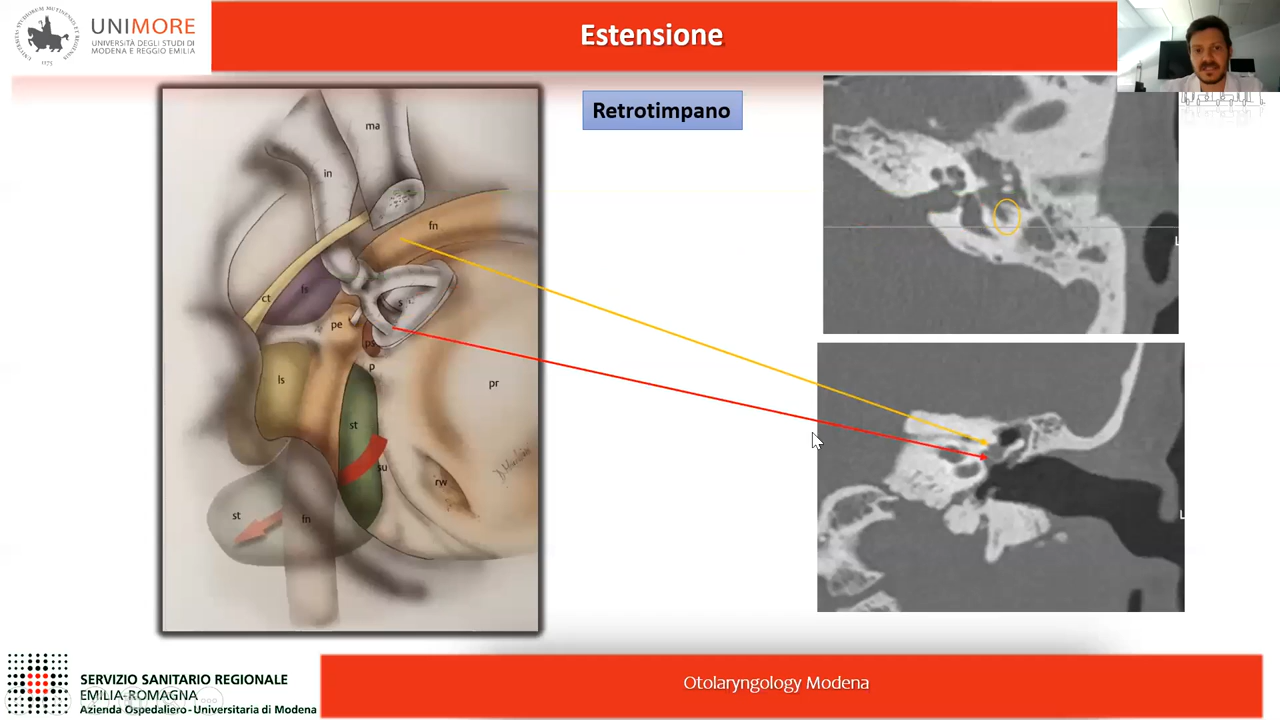 UNIMORE
UNIVERSITÀ DEGLI STUDI DI
MODENA E REGGIO EMILIA
1175
Estensione
Retrotimpano
ma
in
fn
ct
fs
s
pe
ps
p
ls
pr
st
su
rw
st
fn
L
L
SERVIZIO SANITARIO REGIONALE
EMILIA-ROMAGNA
Azienda Ospedaliero - Universitaria di Modena
Otolaryngology Modena